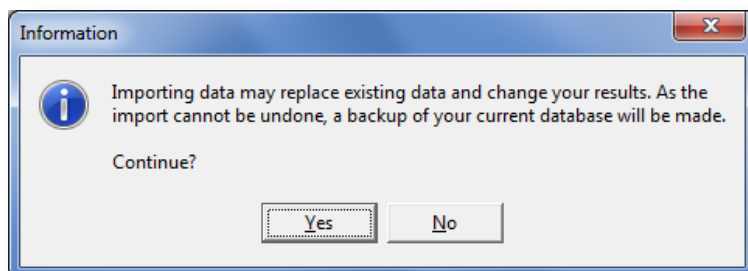 Information
Importing data may replace existing data and change your results. As the
import cannot be undone, a backup of your current database will be made.
Continue?
Yes
No